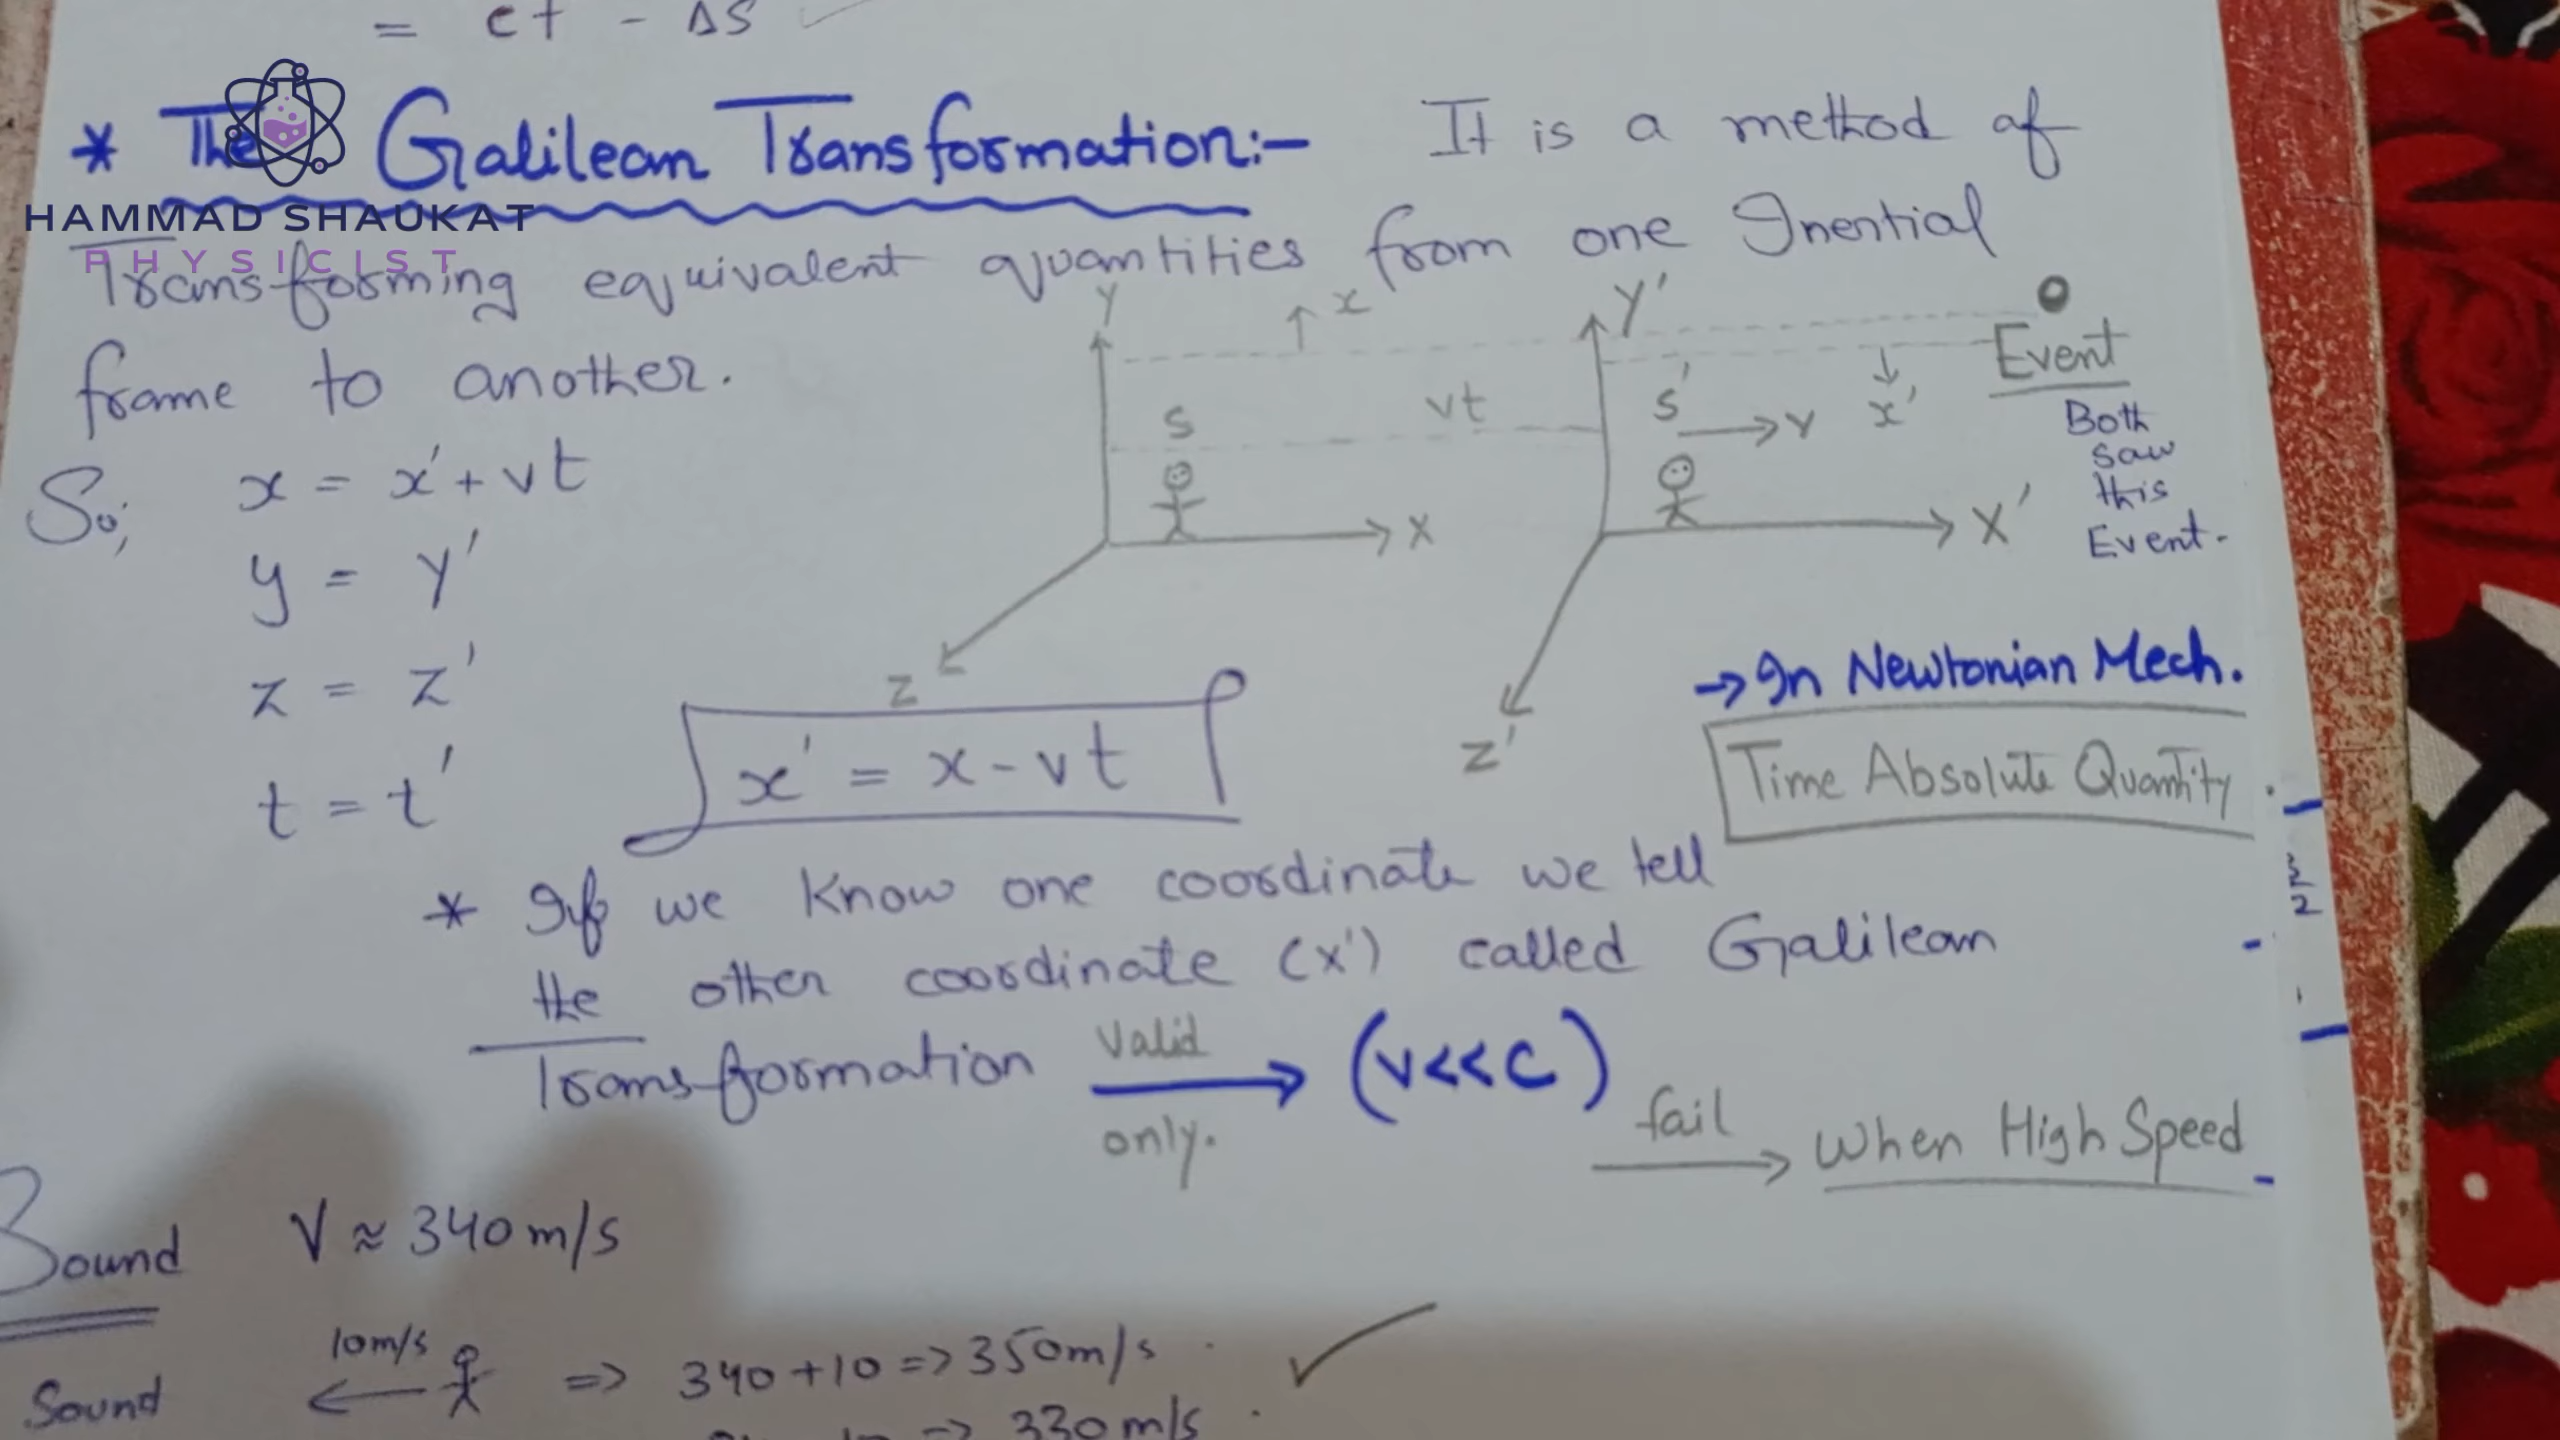 = ct - ΔS
* The Galilean Transformation:- It is a method of
HAMMAD SHAUKAT
PHYSICIST
Transforming equivalent quantities from one Inential
frame to another.
Y
x
Y'
Event
Both
saw
this
Event.
S
vt
S'
v
x'
X
X'
Z
Z'
So; x = x' + vt
y = y'
z = z'
t = t'
x' = x - vt
→ In Newtonian Mech.
Time Absolute Quantity.
* If we know one coordinate we tell
the other coordinate (x') called Galilean
Transformation valid only. → (v<<c)
fail → when High Speed
Sound V ≈ 340 m/s
Sound 10m/s ← => 340 + 10 => 350m/s ✓
=> 330 m/s.